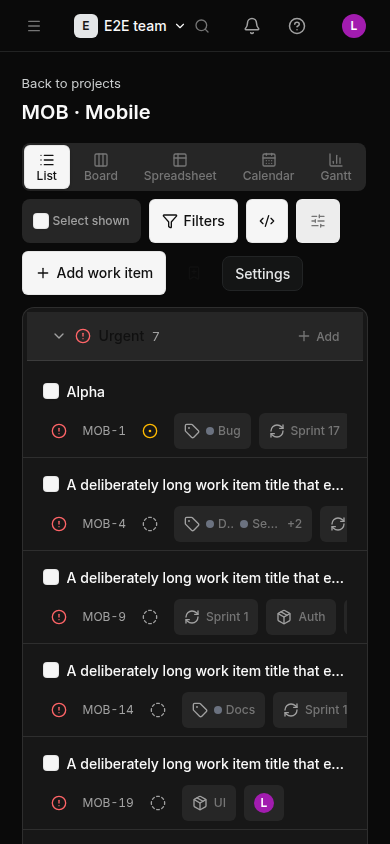 E E2E team L
Back to projects
MOB · Mobile
List Board Spreadsheet Calendar Gantt
Select shown Filters
Add work item Settings
Urgent 7 Add
Alpha
MOB-1 Bug Sprint 17
A deliberately long work item title that e...
MOB-4 D.. Se... +2
A deliberately long work item title that e...
MOB-9 Sprint 1 Auth
A deliberately long work item title that e...
MOB-14 Docs Sprint 1
A deliberately long work item title that e...
MOB-19 UI L